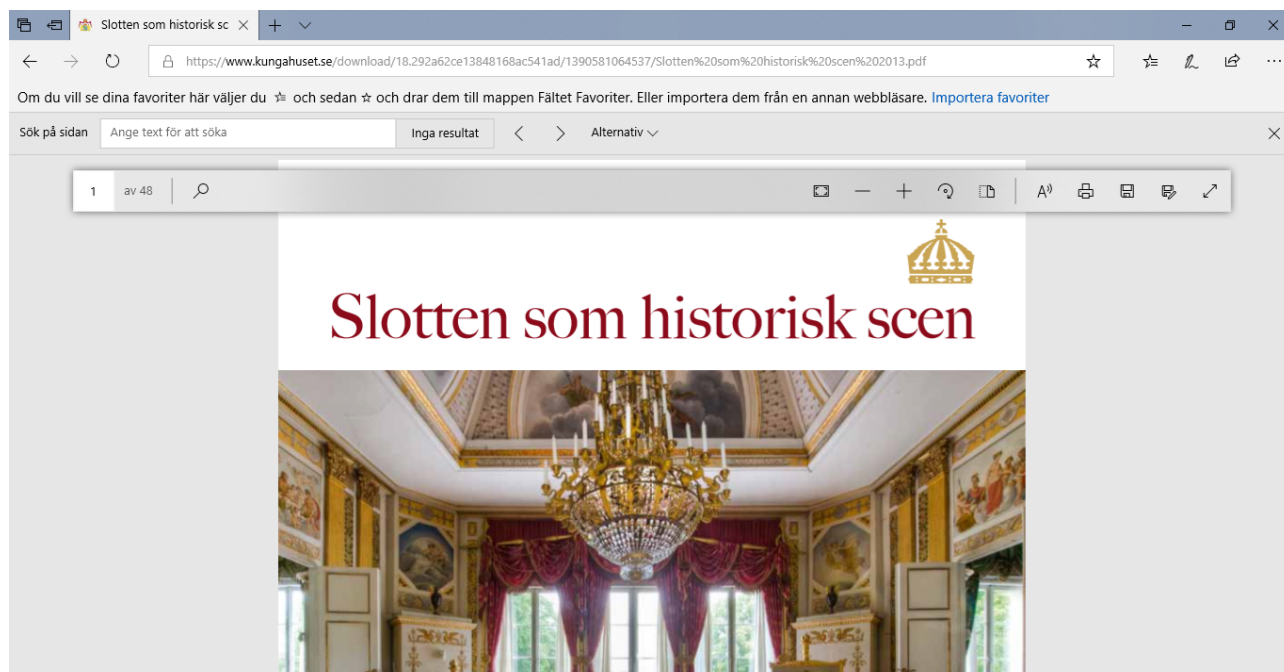 Slotten som historisk sc
https://www.kungahuset.se/download/18.292a62ce13848168ac541ad/1390581064537/Slotten%20som%20historisk%20scen%202013.pdf
Om du vill se dina favoriter här väljer du och sedan och drar dem till mappen Fältet Favoriter. Eller importera dem från en annan webbläsare. Importera favoriter
Sök på sidan Ange text för att söka Inga resultat Alternativ
1 av 48
Slotten som historisk scen